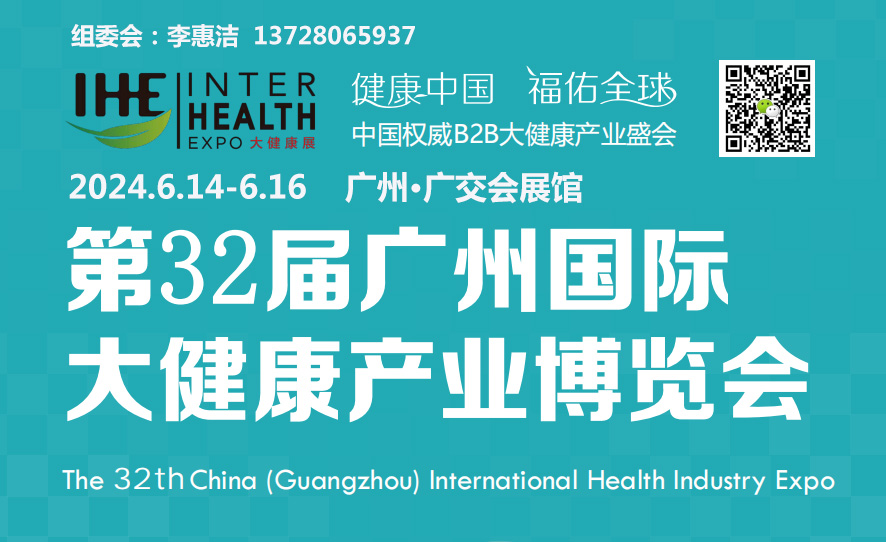 组委会：李惠洁 13728065937
IHE INTER HEALTH EXPO 大健康展
健康中国 福佑全球
中国权威B2B大健康产业盛会
2024.6.14-6.16 广州·广交会展馆
第32届广州国际
大健康产业博览会
The 32th China (Guangzhou) International Health Industry Expo